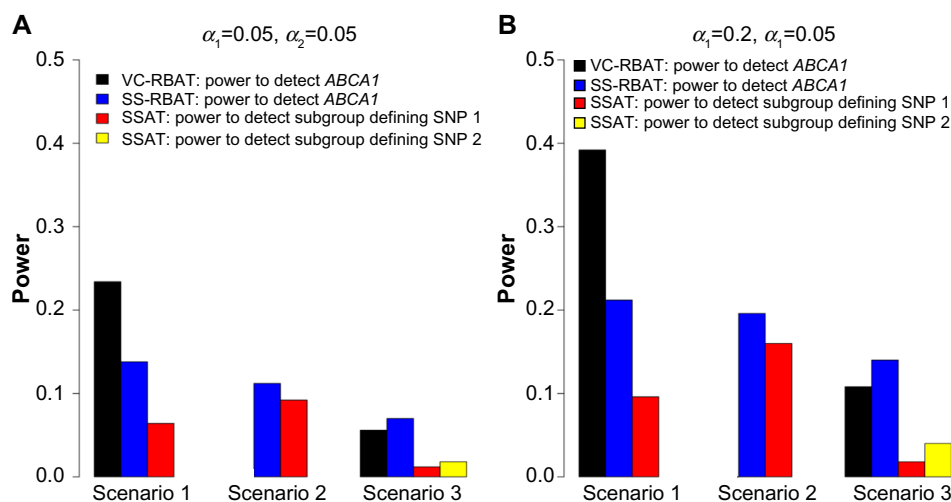 A
α₁=0.05, α₂=0.05
0.5
0.4
0.3
0.2
0.1
0.0
Power
VC-RBAT: power to detect ABCA1
SS-RBAT: power to detect ABCA1
SSAT: power to detect subgroup defining SNP 1
SSAT: power to detect subgroup defining SNP 2
Scenario 1
Scenario 2
Scenario 3
B
α₁=0.2, α₁=0.05
0.5
0.4
0.3
0.2
0.1
0.0
Power
VC-RBAT: power to detect ABCA1
SS-RBAT: power to detect ABCA1
SSAT: power to detect subgroup defining SNP 1
SSAT: power to detect subgroup defining SNP 2
Scenario 1
Scenario 2
Scenario 3